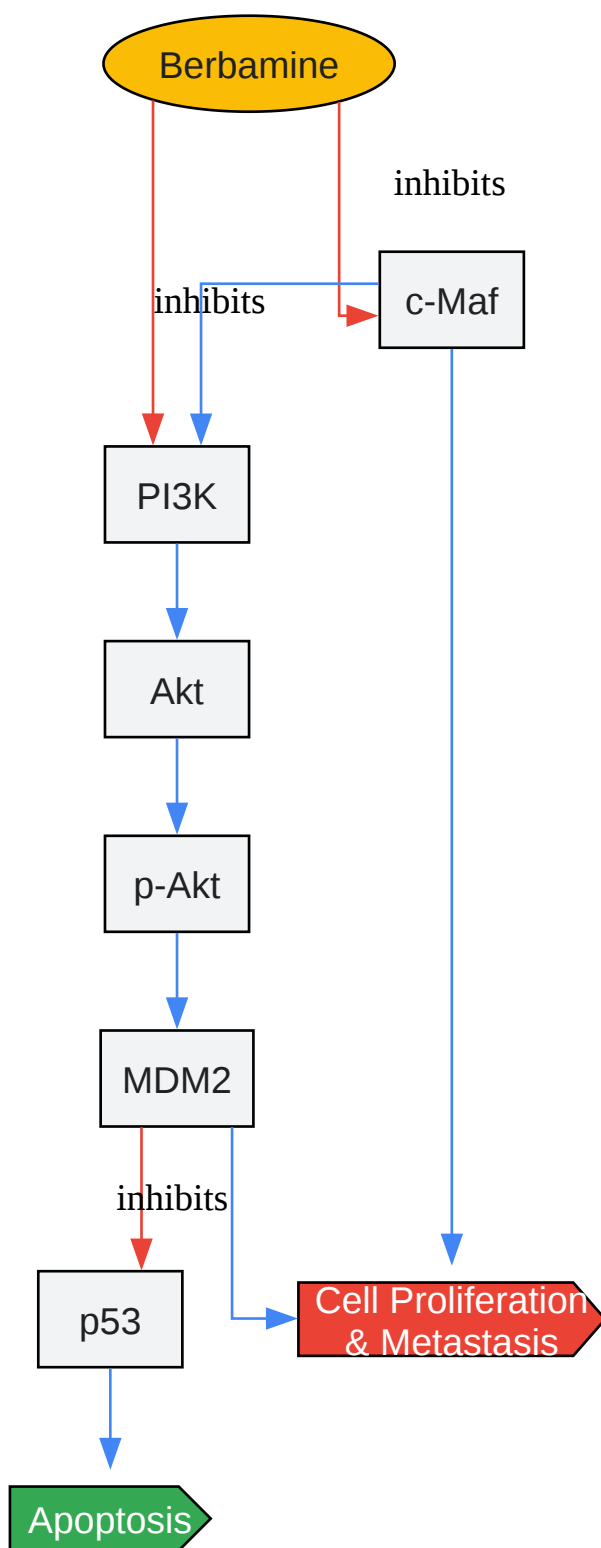 Berbamine
inhibits
inhibits
c-Maf
PI3K
Akt
p-Akt
MDM2
inhibits
p53
Cell Proliferation
& Metastasis
Apoptosis